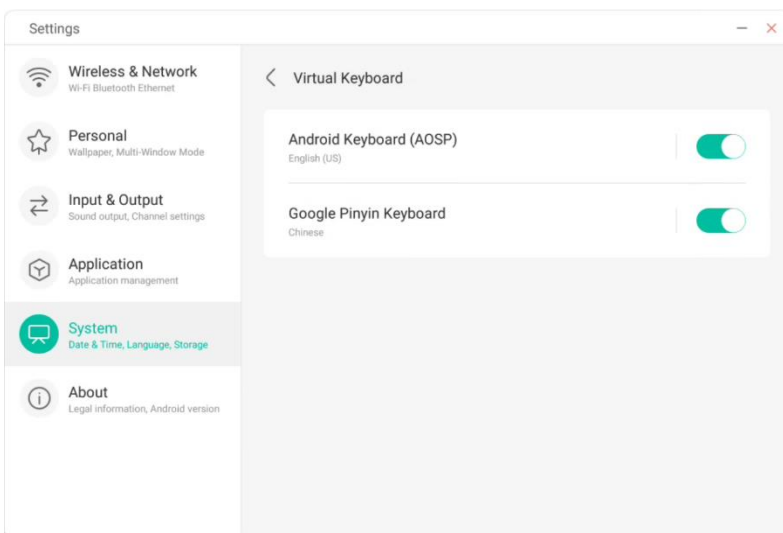 Settings
Wireless & Network
Wi-Fi Bluetooth Ethernet
Personal
Wallpaper, Multi-Window Mode
Input & Output
Sound output, Channel settings
Application
Application management
System
Date & Time, Language, Storage
About
Legal information, Android version
Virtual Keyboard
Android Keyboard (AOSP)
English (US)
Google Pinyin Keyboard
Chinese